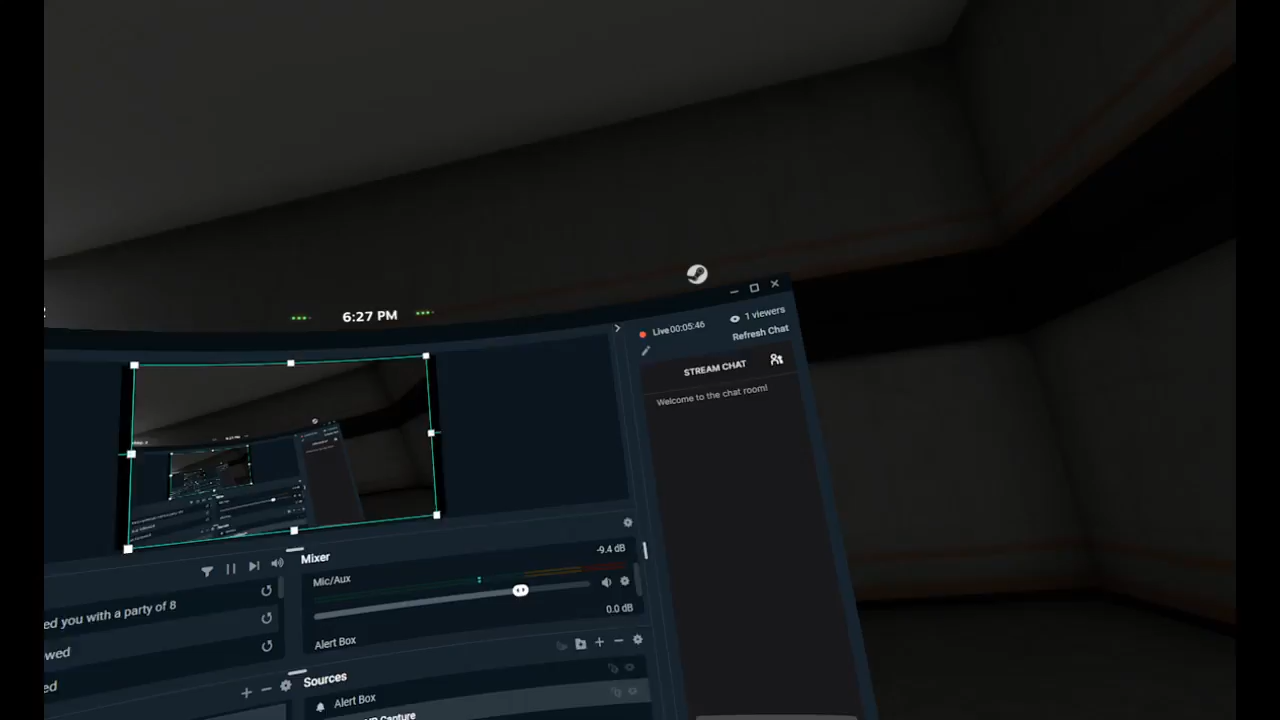 6:27 PM
Live 00:05:46
1 viewers
Refresh Chat
STREAM CHAT
Welcome to the chat room!
Mixer
-9.4 dB
Mic/Aux
0.0 dB
Alert Box
ed you with a party of 8
wed
ed
Sources
Alert Box
Capture